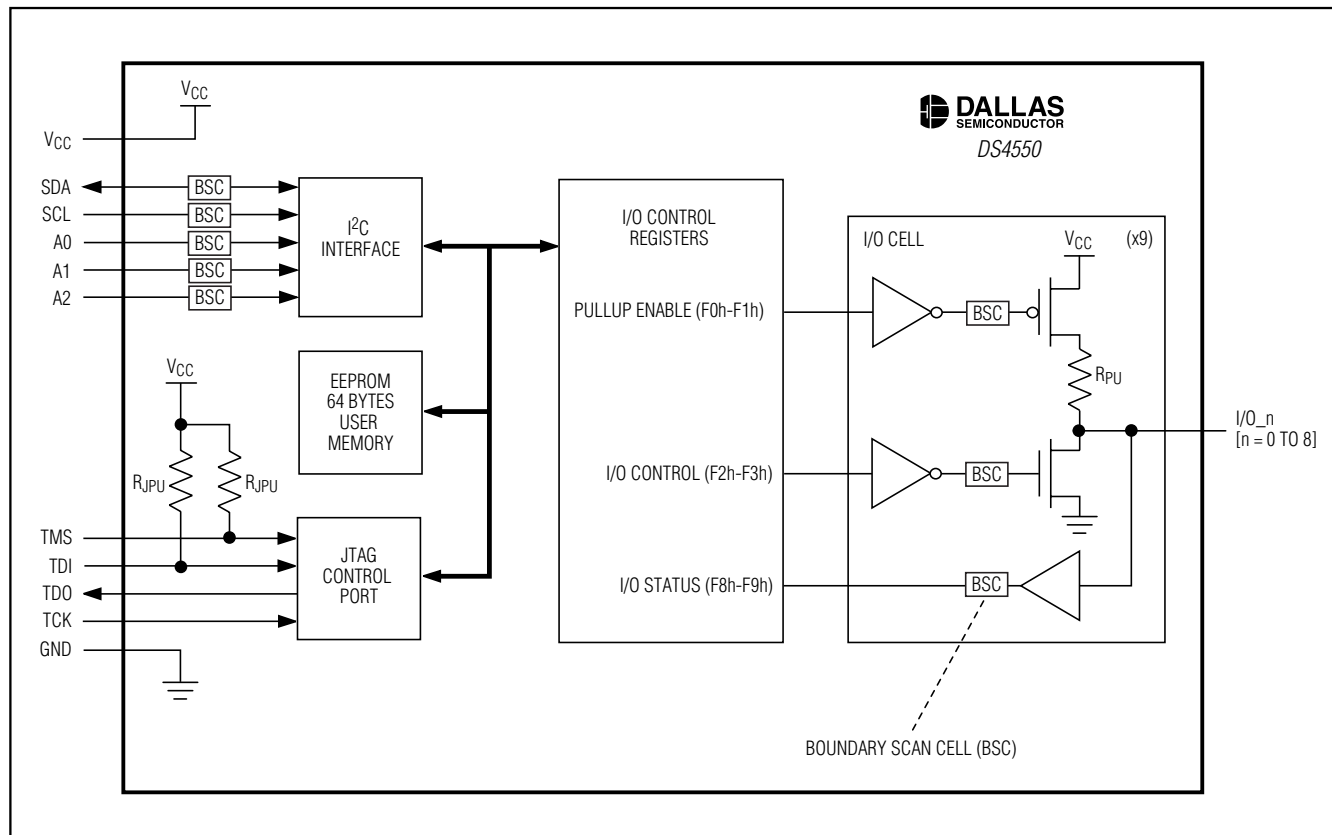 DALLAS
SEMICONDUCTOR
DS4550
VCC
VCC
SDA
BSC
SCL
BSC
A0
BSC
A1
BSC
A2
BSC
I2C
INTERFACE
I/O CONTROL
REGISTERS
PULLUP ENABLE (F0h-F1h)
I/O CONTROL (F2h-F3h)
I/O STATUS (F8h-F9h)
I/O CELL
(x9)
VCC
BSC
RPU
BSC
BSC
I/O_n
[n = 0 TO 8]
EEPROM
64 BYTES
USER
MEMORY
VCC
RJPU
RJPU
TMS
TDI
TDO
TCK
GND
JTAG
CONTROL
PORT
BOUNDARY SCAN CELL (BSC)